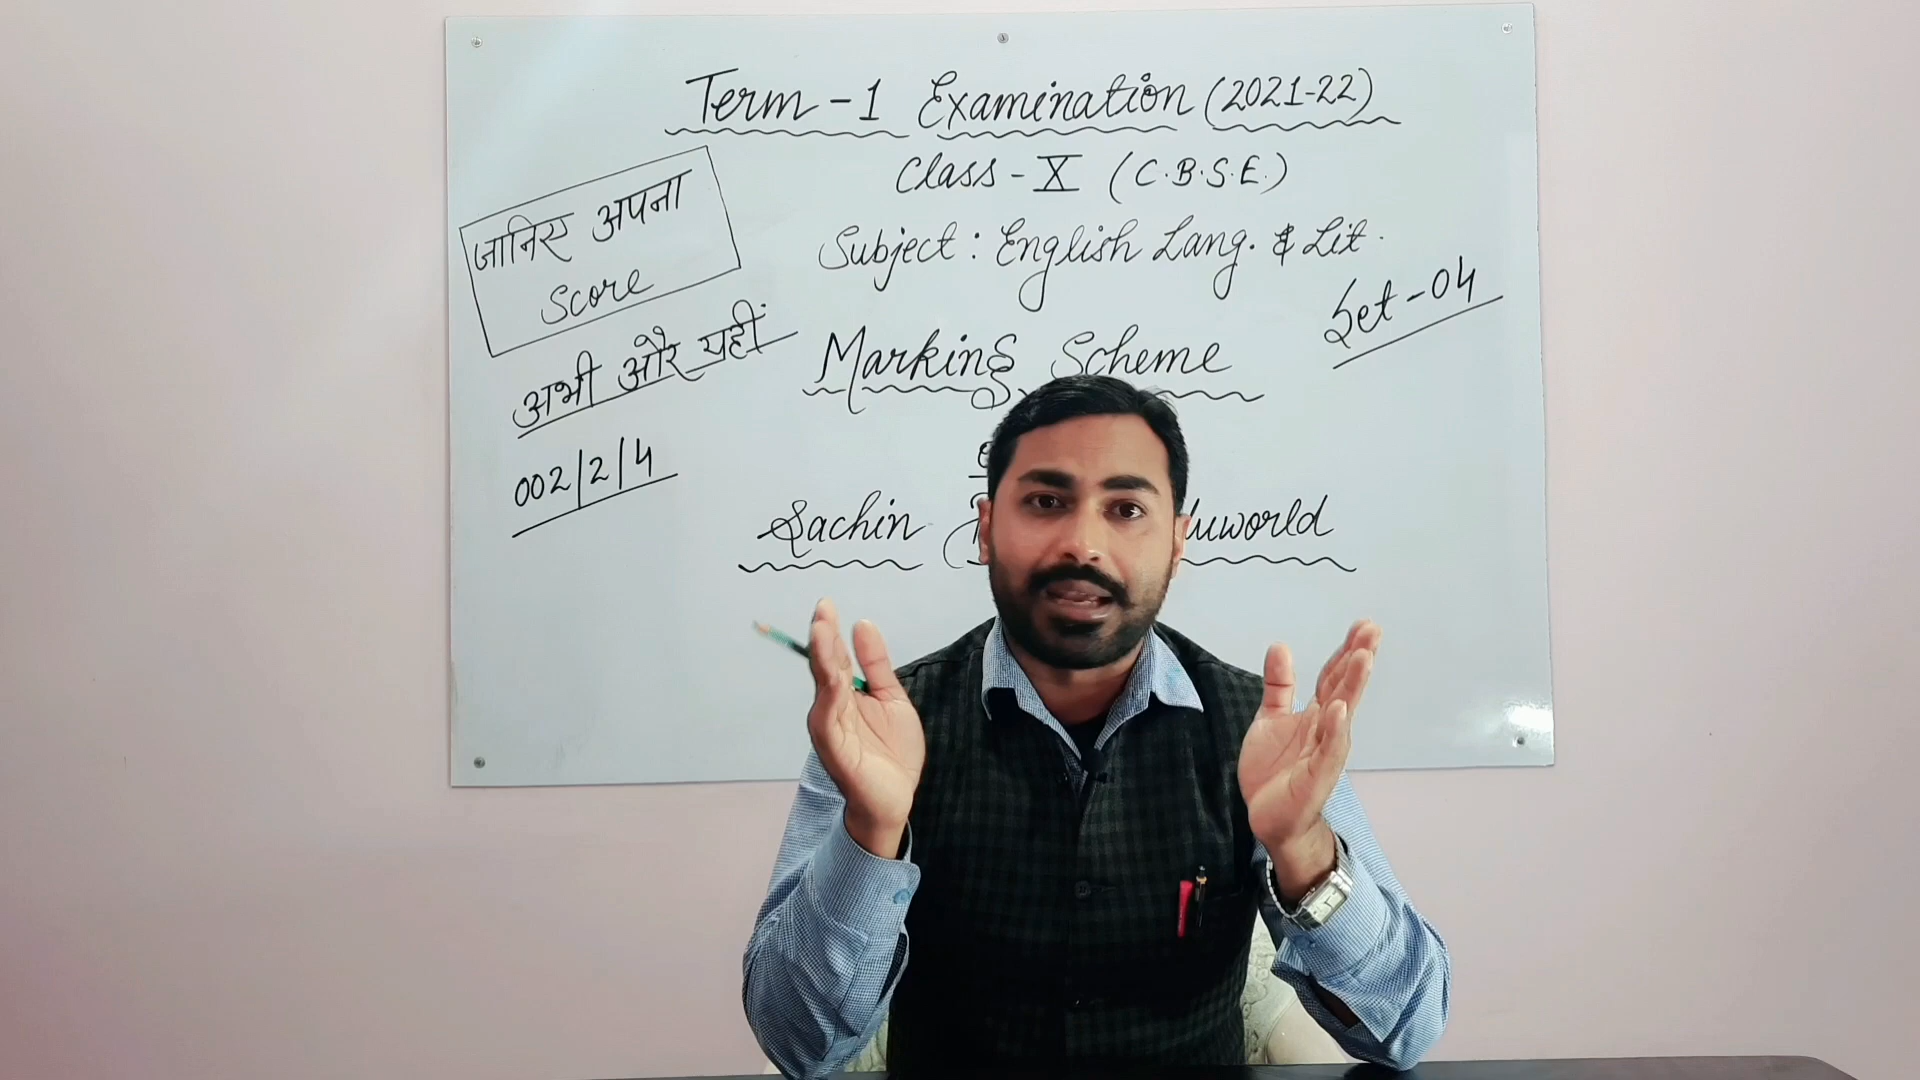 Term-1 Examination (2021-22)
Class-X (C.B.S.E.)
Subject: English Lang. & Lit.
Set-04
जानिए अपना
Score
अभी और यहीं
002/2/4
Marking Scheme
Sachin